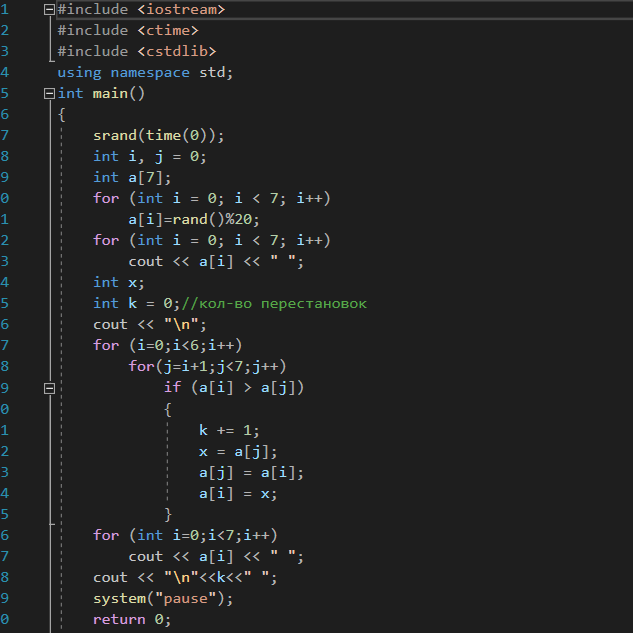 1 #include <iostream>
2 #include <ctime>
3 #include <cstdlib>
4 using namespace std;
5 int main()
6 {
7 srand(time(0));
8 int i, j = 0;
9 int a[7];
0 for (int i = 0; i < 7; i++)
1 a[i]=rand()%20;
2 for (int i = 0; i < 7; i++)
3 cout << a[i] << " ";
4 int x;
5 int k = 0;//кол-во перестановок
6 cout << "\n";
7 for (i=0;i<6;i++)
8 for(j=i+1;j<7;j++)
9 if (a[i] > a[j])
0 {
1 k += 1;
2 x = a[j];
3 a[j] = a[i];
4 a[i] = x;
5 }
6 for (int i=0;i<7;i++)
7 cout << a[i] << " ";
8 cout << "\n"<<k<<" ";
9 system("pause");
0 return 0;